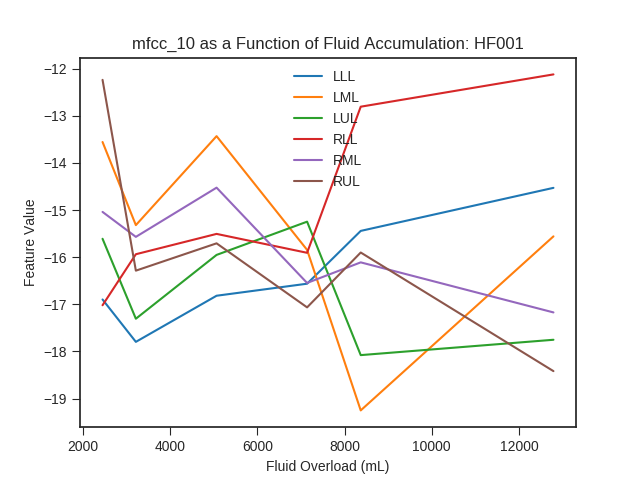 mfcc_10 as a Function of Fluid Accumulation: HF001
−12
−13
−14
−15
−16
−17
−18
−19
Feature Value
LLL
LML
LUL
RLL
RML
RUL
2000 4000 6000 8000 10000 12000
Fluid Overload (mL)